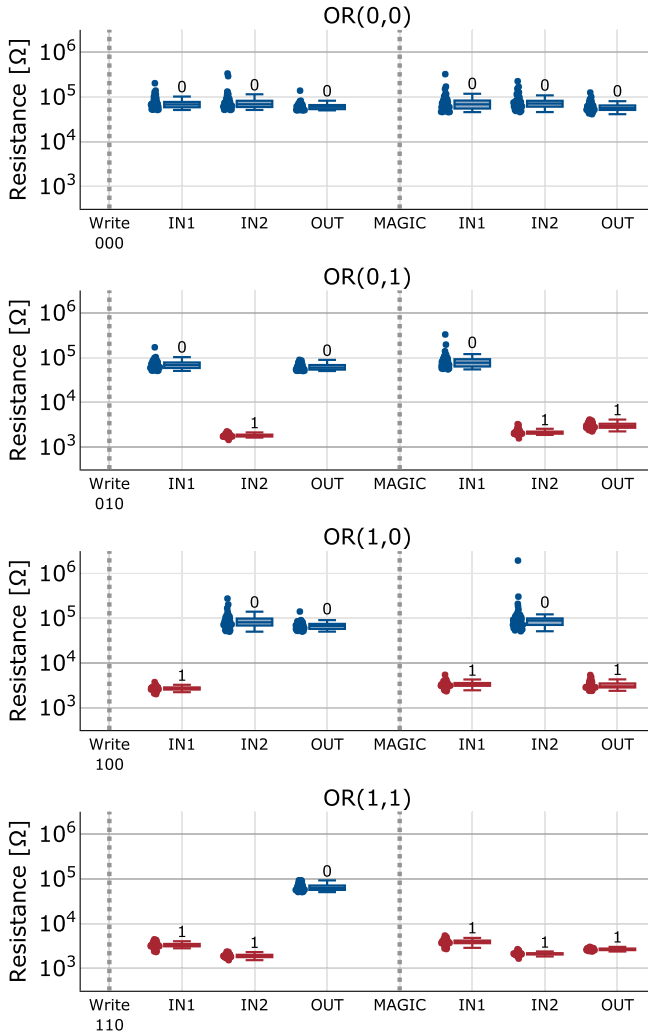 OR(0,0)
Resistance [Ω]
10⁶
10⁵
10⁴
10³
0 0 0 0 0 0
Write 000 IN1 IN2 OUT MAGIC IN1 IN2 OUT
OR(0,1)
Resistance [Ω]
10⁶
10⁵
10⁴
10³
0 0 0
1 1 1
Write 010 IN1 IN2 OUT MAGIC IN1 IN2 OUT
OR(1,0)
Resistance [Ω]
10⁶
10⁵
10⁴
10³
0 0 0
1 1 1
Write 100 IN1 IN2 OUT MAGIC IN1 IN2 OUT
OR(1,1)
Resistance [Ω]
10⁶
10⁵
10⁴
10³
0
1 1 1 1 1
Write 110 IN1 IN2 OUT MAGIC IN1 IN2 OUT